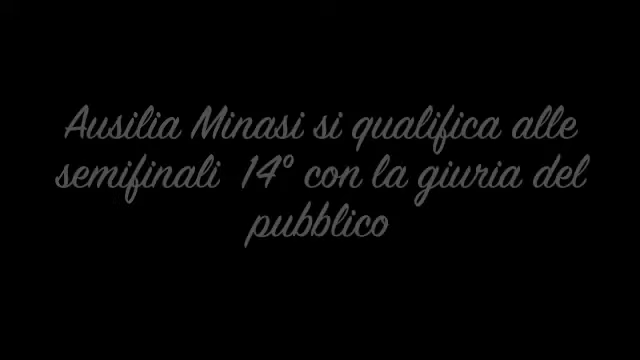 Ausilia Minasi si qualifica alle
semifinali 14° con la giuria del
pubblico